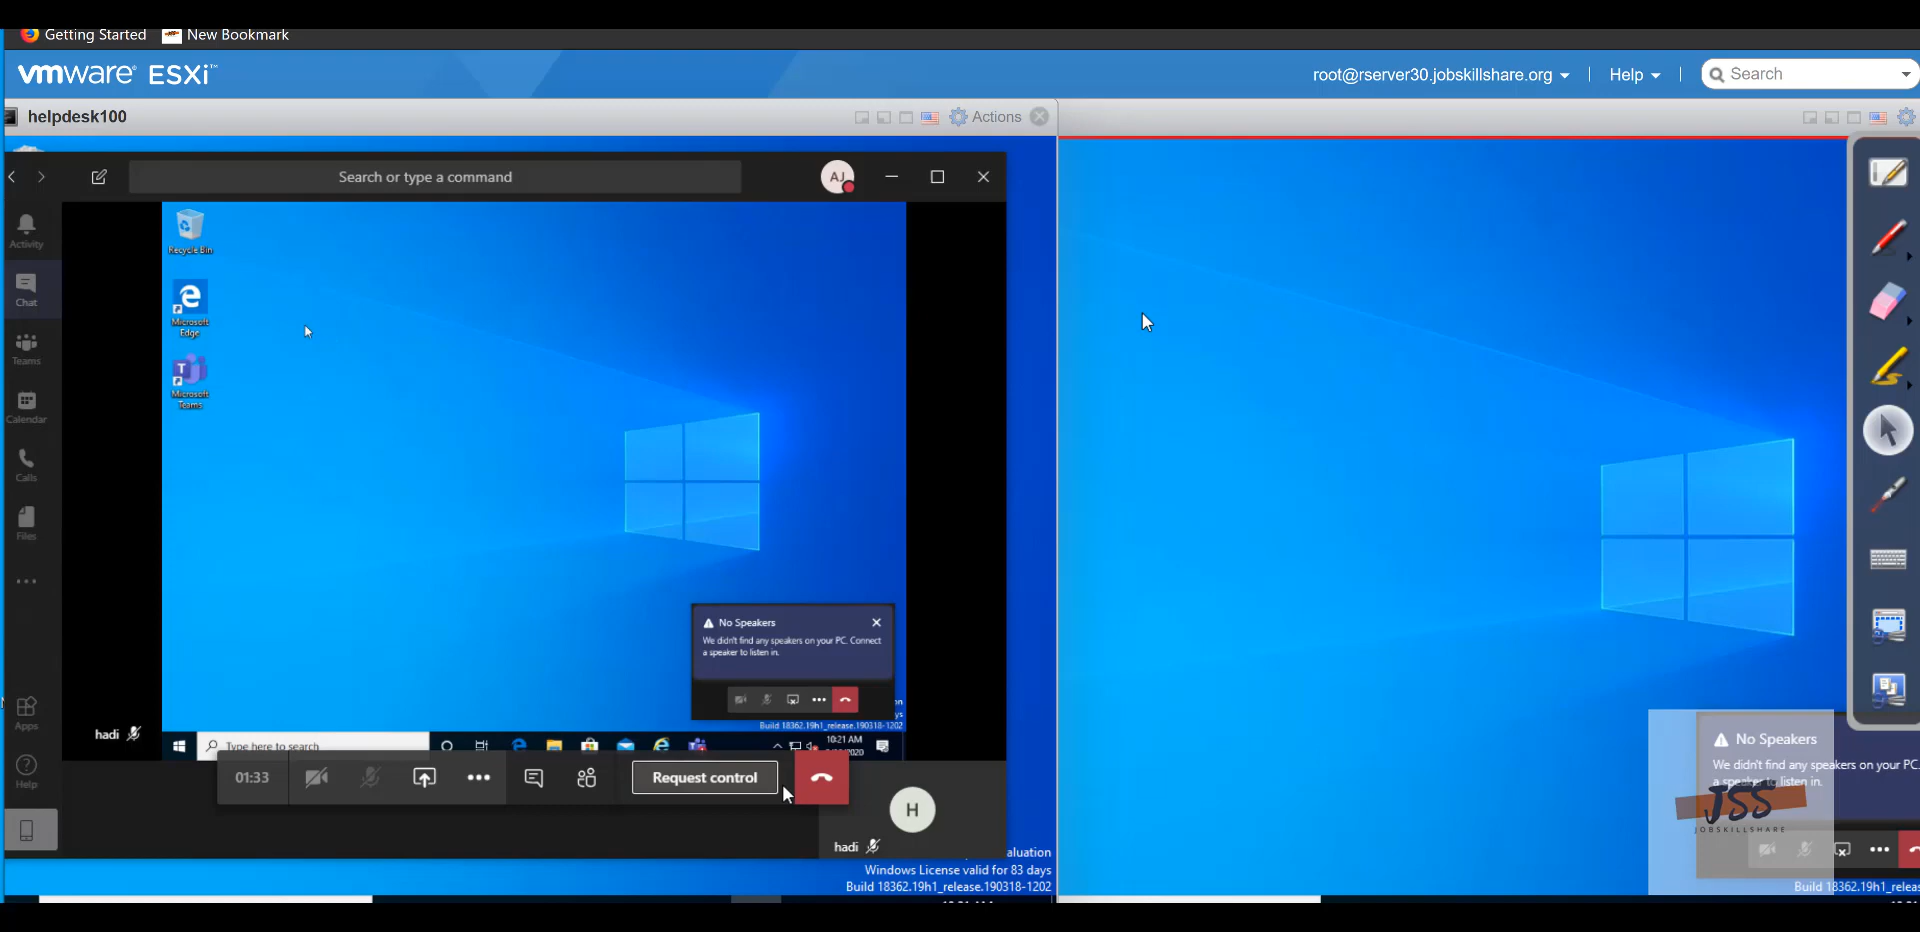 Getting Started
New Bookmark
vmware® ESXi™
root@rserver30.jobskillshare.org
Help
Search
helpdesk100
Actions
Search or type a command
AJ
Activity
Chat
Teams
Calendar
Calls
Files
Apps
Help
Recycle Bin
Microsoft
Edge
Microsoft
Teams
No Speakers
We didn't find any speakers on your PC. Connect
a speaker to listen in.
Build 18362.19h1_release.190318-1202
hadi
Type here to search
10:21 AM
01:33
Request control
H
hadi
aluation
Windows License valid for 83 days
Build 18362.19h1_release.190318-1202
No Speakers
We didn't find any speakers on your PC.
a speaker to listen in.
JSS
JOBSKILLSHARE
Build 18362.19h1_relea